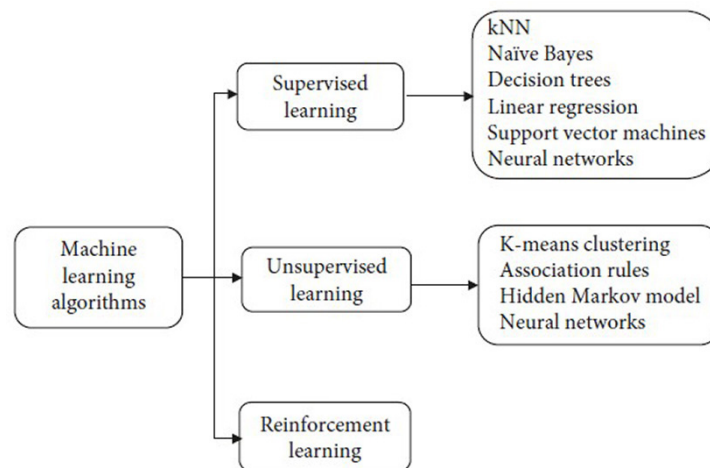 Machine
learning
algorithms
Supervised
learning
kNN
Naïve Bayes
Decision trees
Linear regression
Support vector machines
Neural networks
Unsupervised
learning
K-means clustering
Association rules
Hidden Markov model
Neural networks
Reinforcement
learning